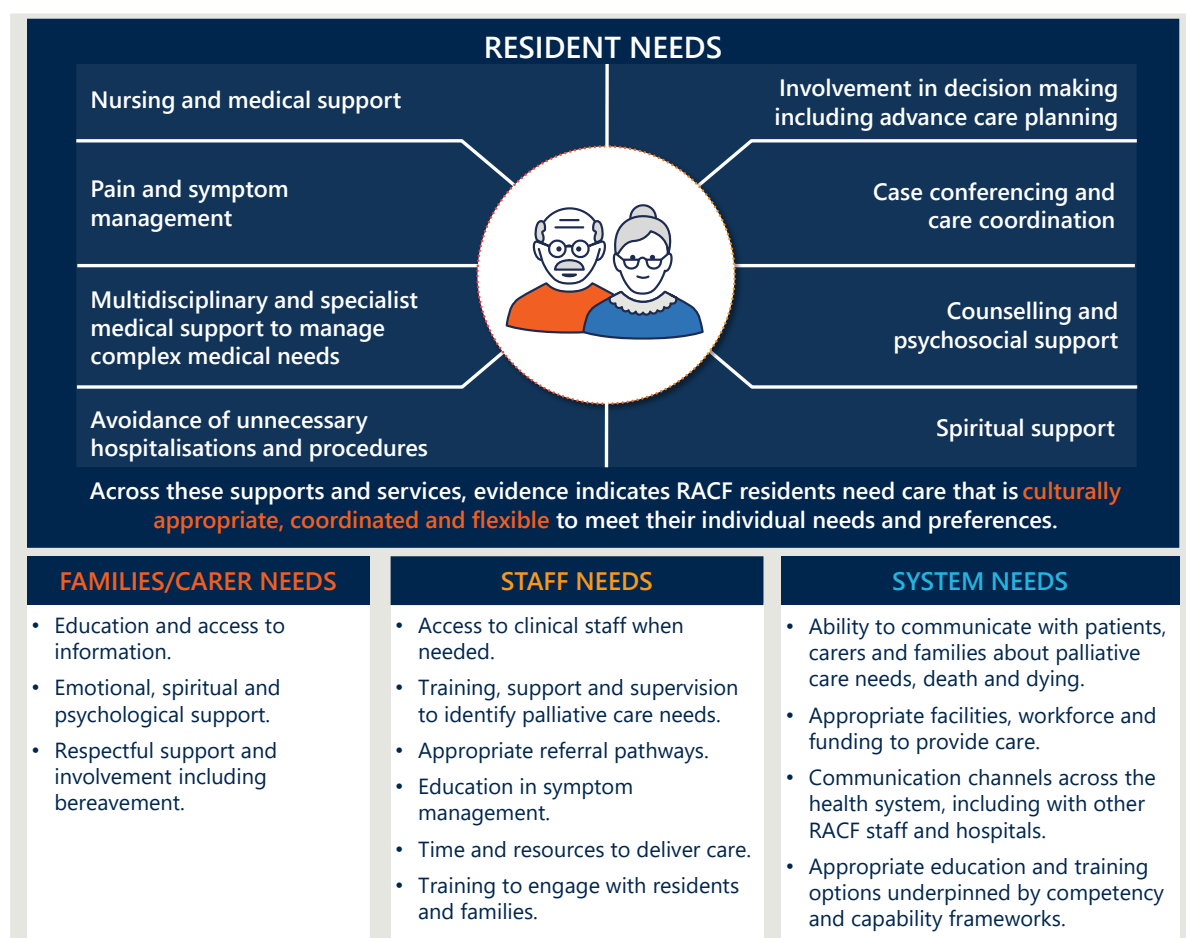 RESIDENT NEEDS
Nursing and medical support
Pain and symptom
management
Multidisciplinary and specialist
medical support to manage
complex medical needs
Avoidance of unnecessary
hospitalisations and procedures
Involvement in decision making
including advance care planning
Case conferencing and
care coordination
Counselling and
psychosocial support
Spiritual support
Across these supports and services, evidence indicates RACF residents need care that is culturally
appropriate, coordinated and flexible to meet their individual needs and preferences.
FAMILIES/CARER NEEDS
• Education and access to
information.
• Emotional, spiritual and
psychological support.
• Respectful support and
involvement including
bereavement.
STAFF NEEDS
• Access to clinical staff when
needed.
• Training, support and supervision
to identify palliative care needs.
• Appropriate referral pathways.
• Education in symptom
management.
• Time and resources to deliver care.
• Training to engage with residents
and families.
SYSTEM NEEDS
• Ability to communicate with patients,
carers and families about palliative
care needs, death and dying.
• Appropriate facilities, workforce and
funding to provide care.
• Communication channels across the
health system, including with other
RACF staff and hospitals.
• Appropriate education and training
options underpinned by competency
and capability frameworks.